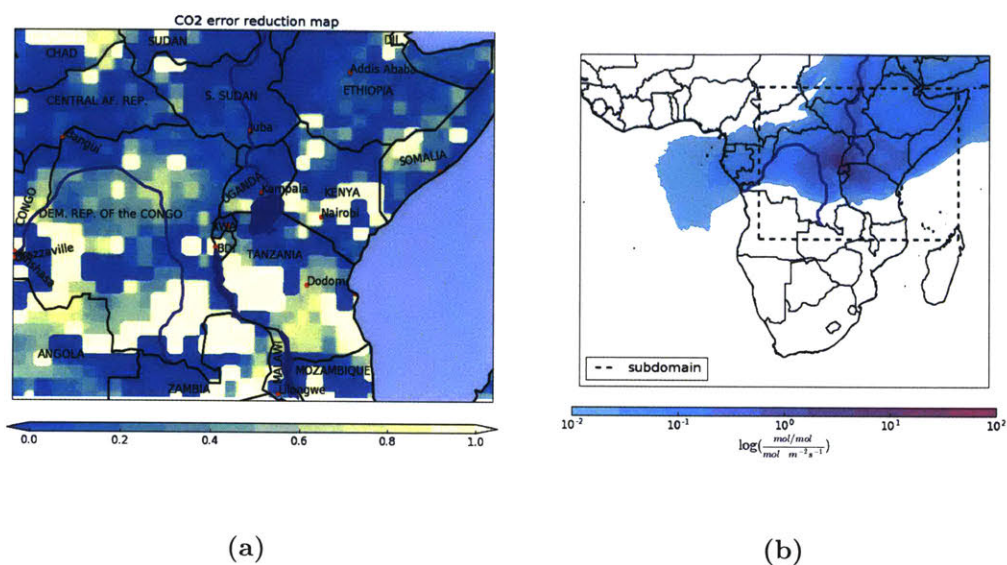 CO2 error reduction map
SUDAN
CHAD
DJI.
Addis Ababa
ETHIOPIA
CENTRAL AF. REP.
S. SUDAN
Juba
Bangui
SOMALIA
UGANDA
Kampala
KENYA
CONGO
DEM. REP. OF the CONGO
Nairobi
RWA
BDI
Brazzaville
Kinshasa
TANZANIA
Dodoma
ANGOLA
MALAWI
MOZAMBIQUE
ZAMBIA
Lilongwe
0.0 0.2 0.4 0.6 0.8 1.0
(a)
subdomain
10⁻² 10⁻¹ 10⁰ 10¹ 10²
log(mol/mol / mol m⁻²s⁻¹)
(b)